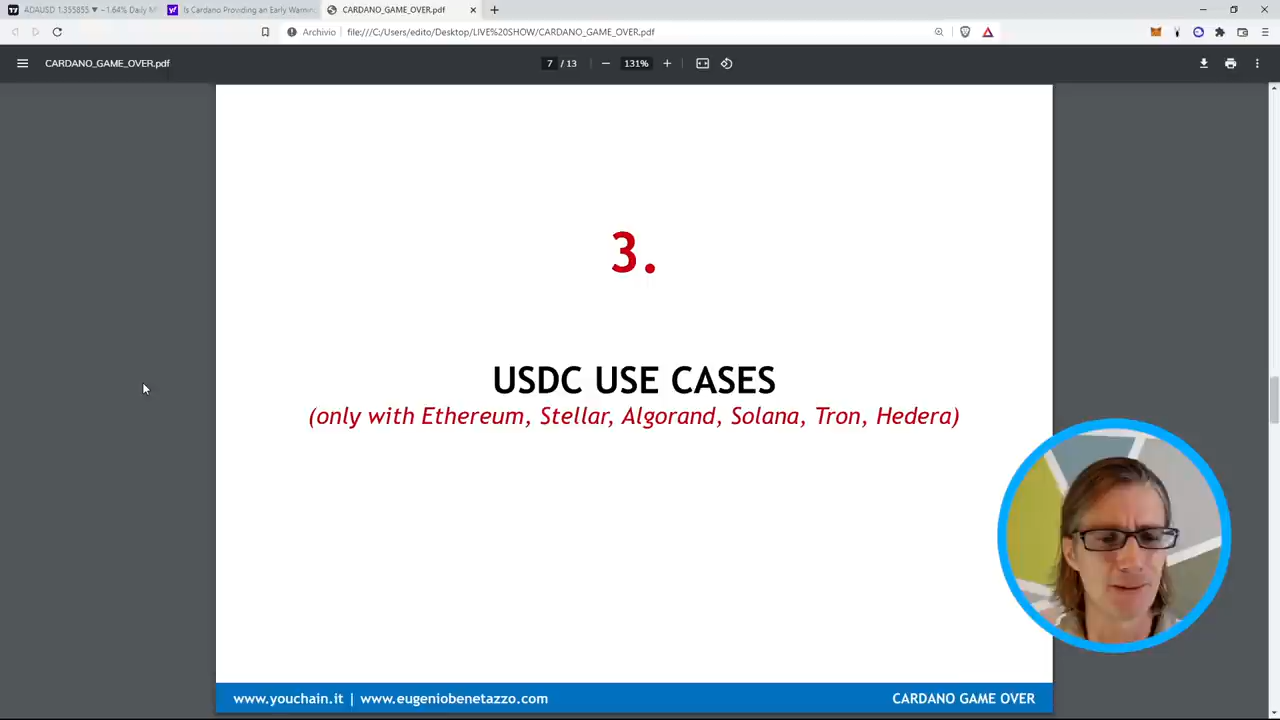 ADAUSD 1.355855 ▼ −1.64% Daily M
Is Cardano Providing an Early Warnin
CARDANO_GAME_OVER.pdf
Archivio
file:///C:/Users/edito/Desktop/LIVE%20SHOW/CARDANO_GAME_OVER.pdf
CARDANO_GAME_OVER.pdf
7 / 13
131%
3.
USDC USE CASES
(only with Ethereum, Stellar, Algorand, Solana, Tron, Hedera)
www.youchain.it | www.eugeniobenetazzo.com
CARDANO GAME OVER